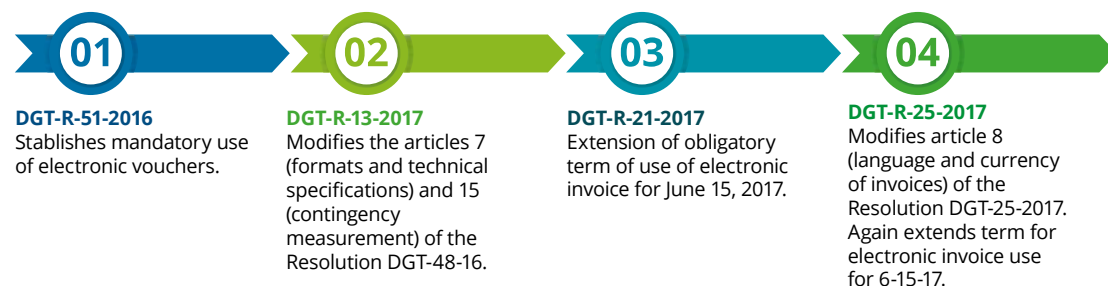 01
DGT-R-51-2016
Stablishes mandatory use
of electronic vouchers.
02
DGT-R-13-2017
Modifies the articles 7
(formats and technical
specifications) and 15
(contingency
measurement) of the
Resolution DGT-48-16.
03
DGT-R-21-2017
Extension of obligatory
term of use of electronic
invoice for June 15, 2017.
04
DGT-R-25-2017
Modifies article 8
(language and currency
of invoices) of the
Resolution DGT-25-2017.
Again extends term for
electronic invoice use
for 6-15-17.